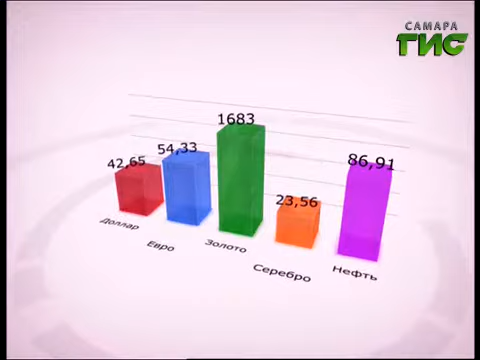 САМАРА
ГИС
1683
86,91
54,33
42,65
23,56
Доллар
Евро
Золото
Серебро
Нефть